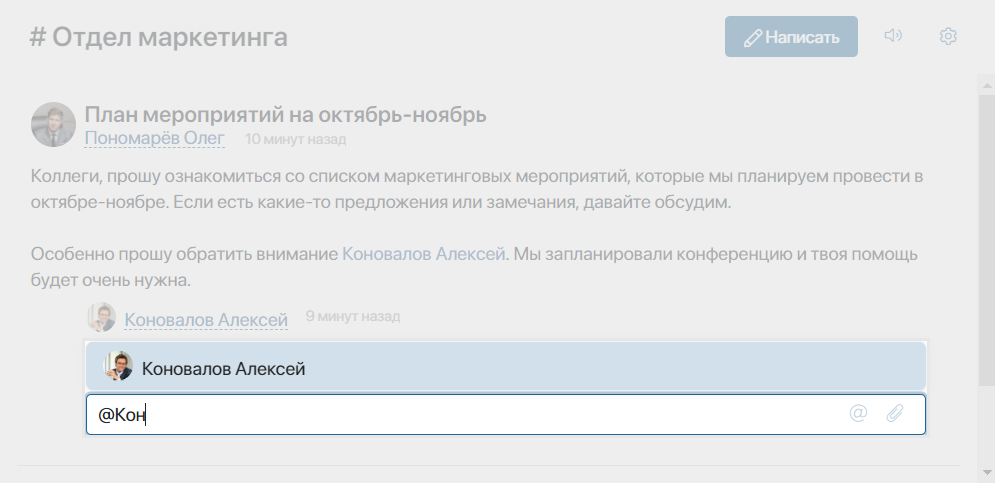 # Отдел маркетинга
Написать
План мероприятий на октябрь-ноябрь
Пономарёв Олег 10 минут назад
Коллеги, прошу ознакомиться со списком маркетинговых мероприятий, которые мы планируем провести в
октябре-ноябре. Если есть какие-то предложения или замечания, давайте обсудим.
Особенно прошу обратить внимание Коновалов Алексей. Мы запланировали конференцию и твоя помощь
будет очень нужна.
Коновалов Алексей 9 минут назад
Коновалов Алексей
@Кон